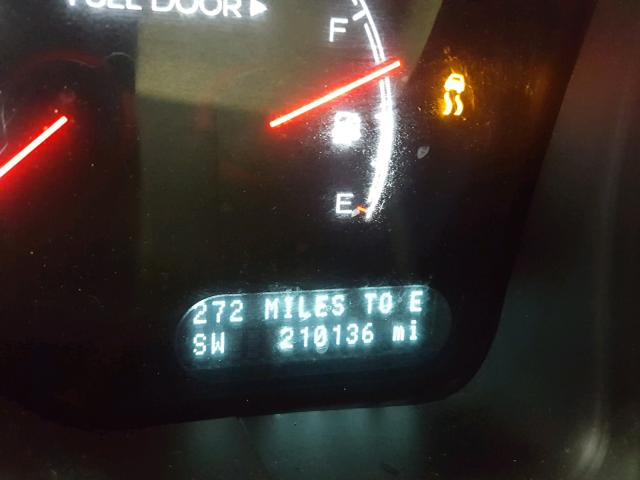 FUEL DOOR ▶
F
E
272 MILES TO E
SW 210136 mi